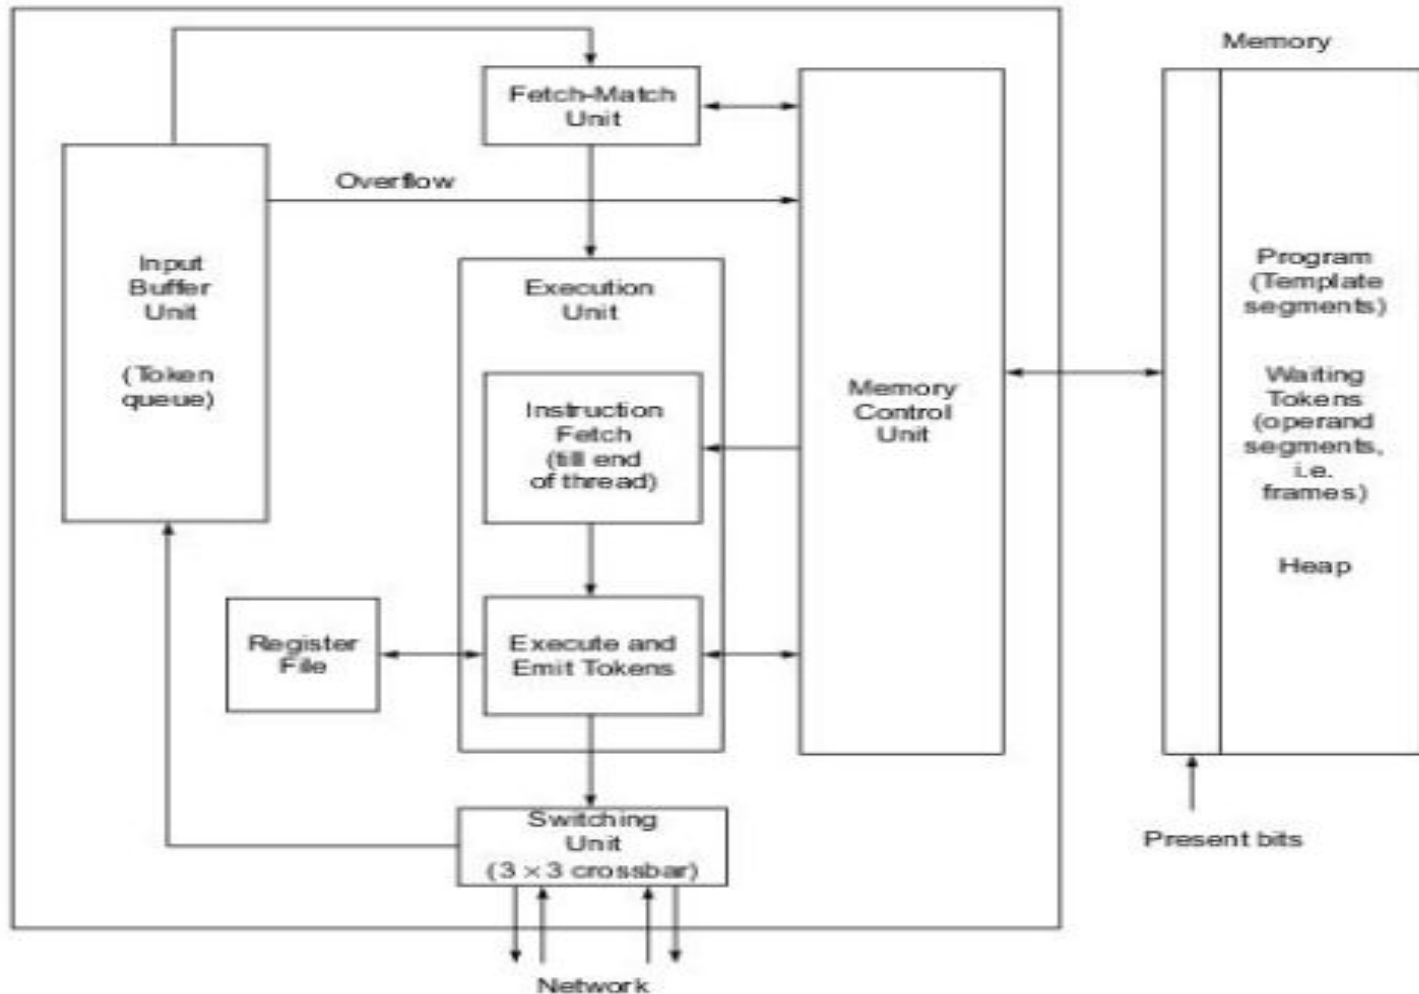 Memory
Fetch-Match
Unit
Overflow
Input
Buffer
Unit
(Token
queue)
Execution
Unit
Instruction
Fetch
(till end
of thread)
Memory
Control
Unit
Program
(Template
segments)
Waiting
Tokens
(operand
segments,
i.e.
frames)
Heap
Register
File
Execute and
Emit Tokens
Switching
Unit
(3 × 3 crossbar)
Present bits
Network